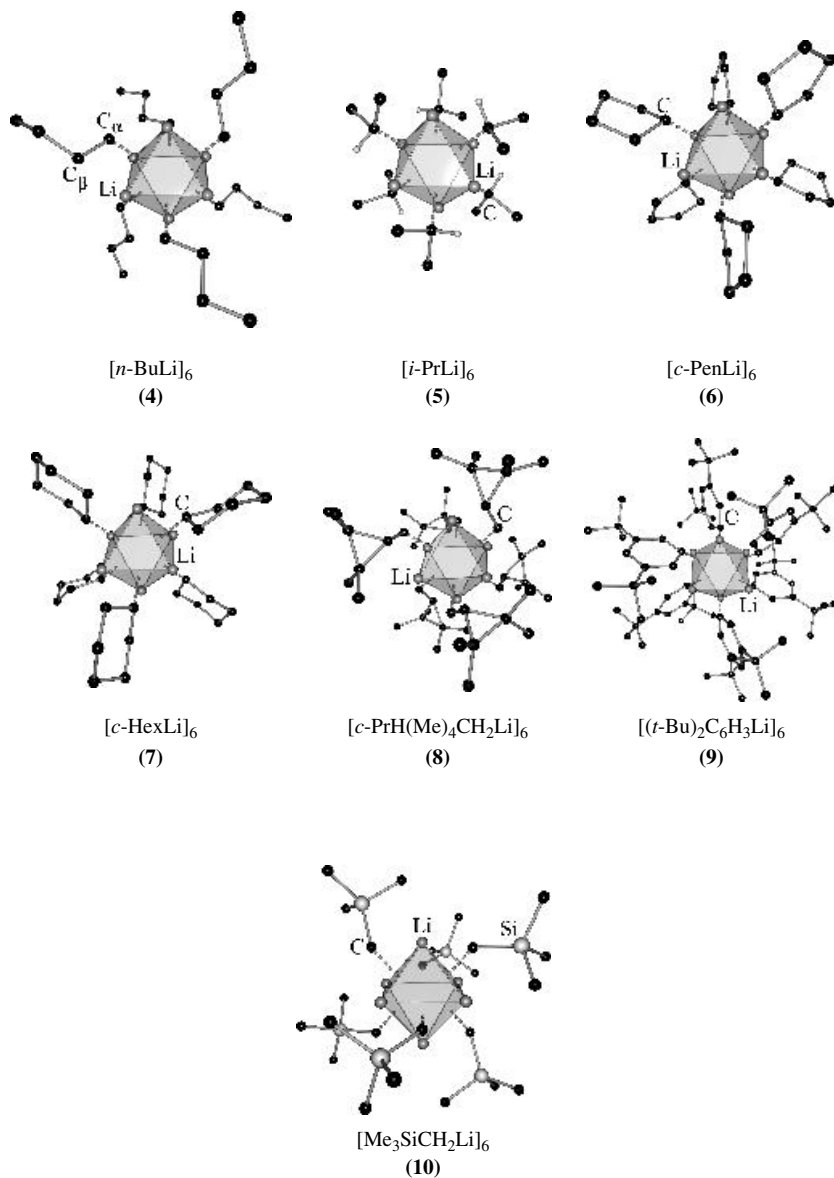 C
Cα
C
Li
Cβ
Li
Li
C
[n-BuLi]₆
[i-PrLi]₆
[c-PenLi]₆
(4)
(5)
(6)
C
C
C
Li
Li
Li
[c-HexLi]₆
[c-PrH(Me)₄CH₂Li]₆
[(t-Bu)₂C₆H₃Li]₆
(7)
(8)
(9)
Li
Si
C
[Me₃SiCH₂Li]₆
(10)